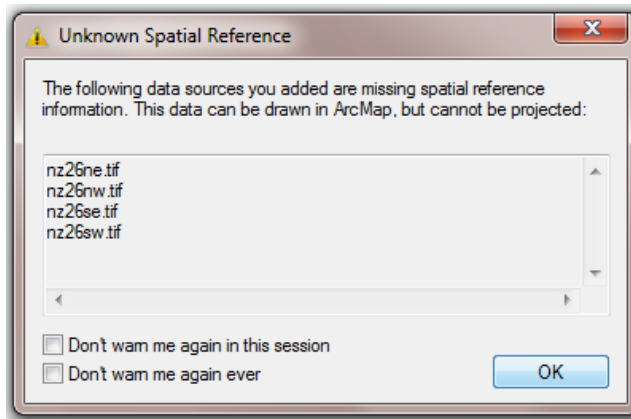 Unknown Spatial Reference
The following data sources you added are missing spatial reference
information. This data can be drawn in ArcMap, but cannot be projected:
nz26ne.tif
nz26nw.tif
nz26se.tif
nz26sw.tif
Don't warn me again in this session
Don't warn me again ever
OK